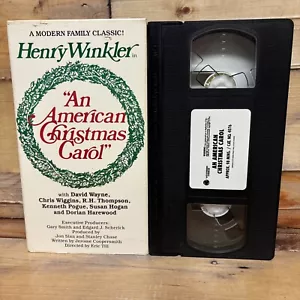 A MODERN FAMILY CLASSIC!
Henry Winkler in
"An
American
Christmas
Carol"
with David Wayne,
Chris Wiggins, R.H. Thompson,
Kenneth Pogue, Susan Hogan
and Dorian Harewood
Executive Producers:
Gary Smith and Edgar J. Scherick
Produced by
Jon Slan and Stanley Chase
Written by Jerome Coopersmith
Directed by Eric Till
AN AMERICAN
CHRISTMAS CAROL